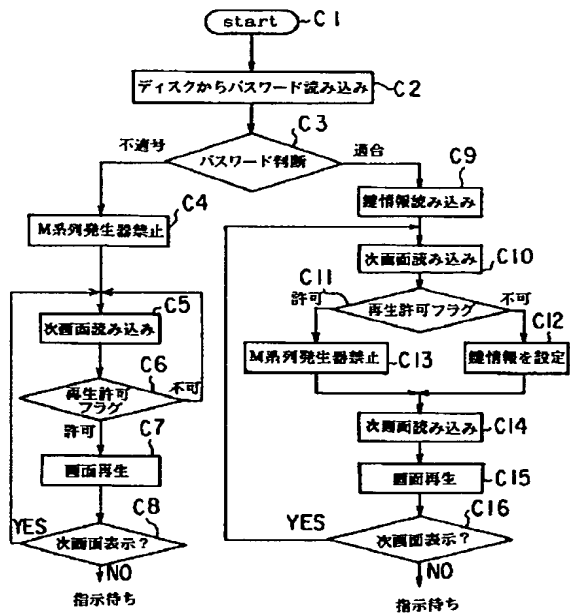 start
C1
ディスクからパスワード読み込み
C2
C3
パスワード判断
不適号
適合
C4
M系列発生器禁止
C5
次画面読み込み
C6
再生許可
フラグ
不可
許可
C7
画面再生
C8
YES
次画面表示?
NO
指示待ち
C9
鍵情報読み込み
次画面読み込み
C10
C11
許可
再生許可フラグ
不可
C12
M系列発生器禁止
C13
鍵情報を設定
次画面読み込み
C14
画面再生
C15
C16
YES
次画面表示?
NO
指示待ち